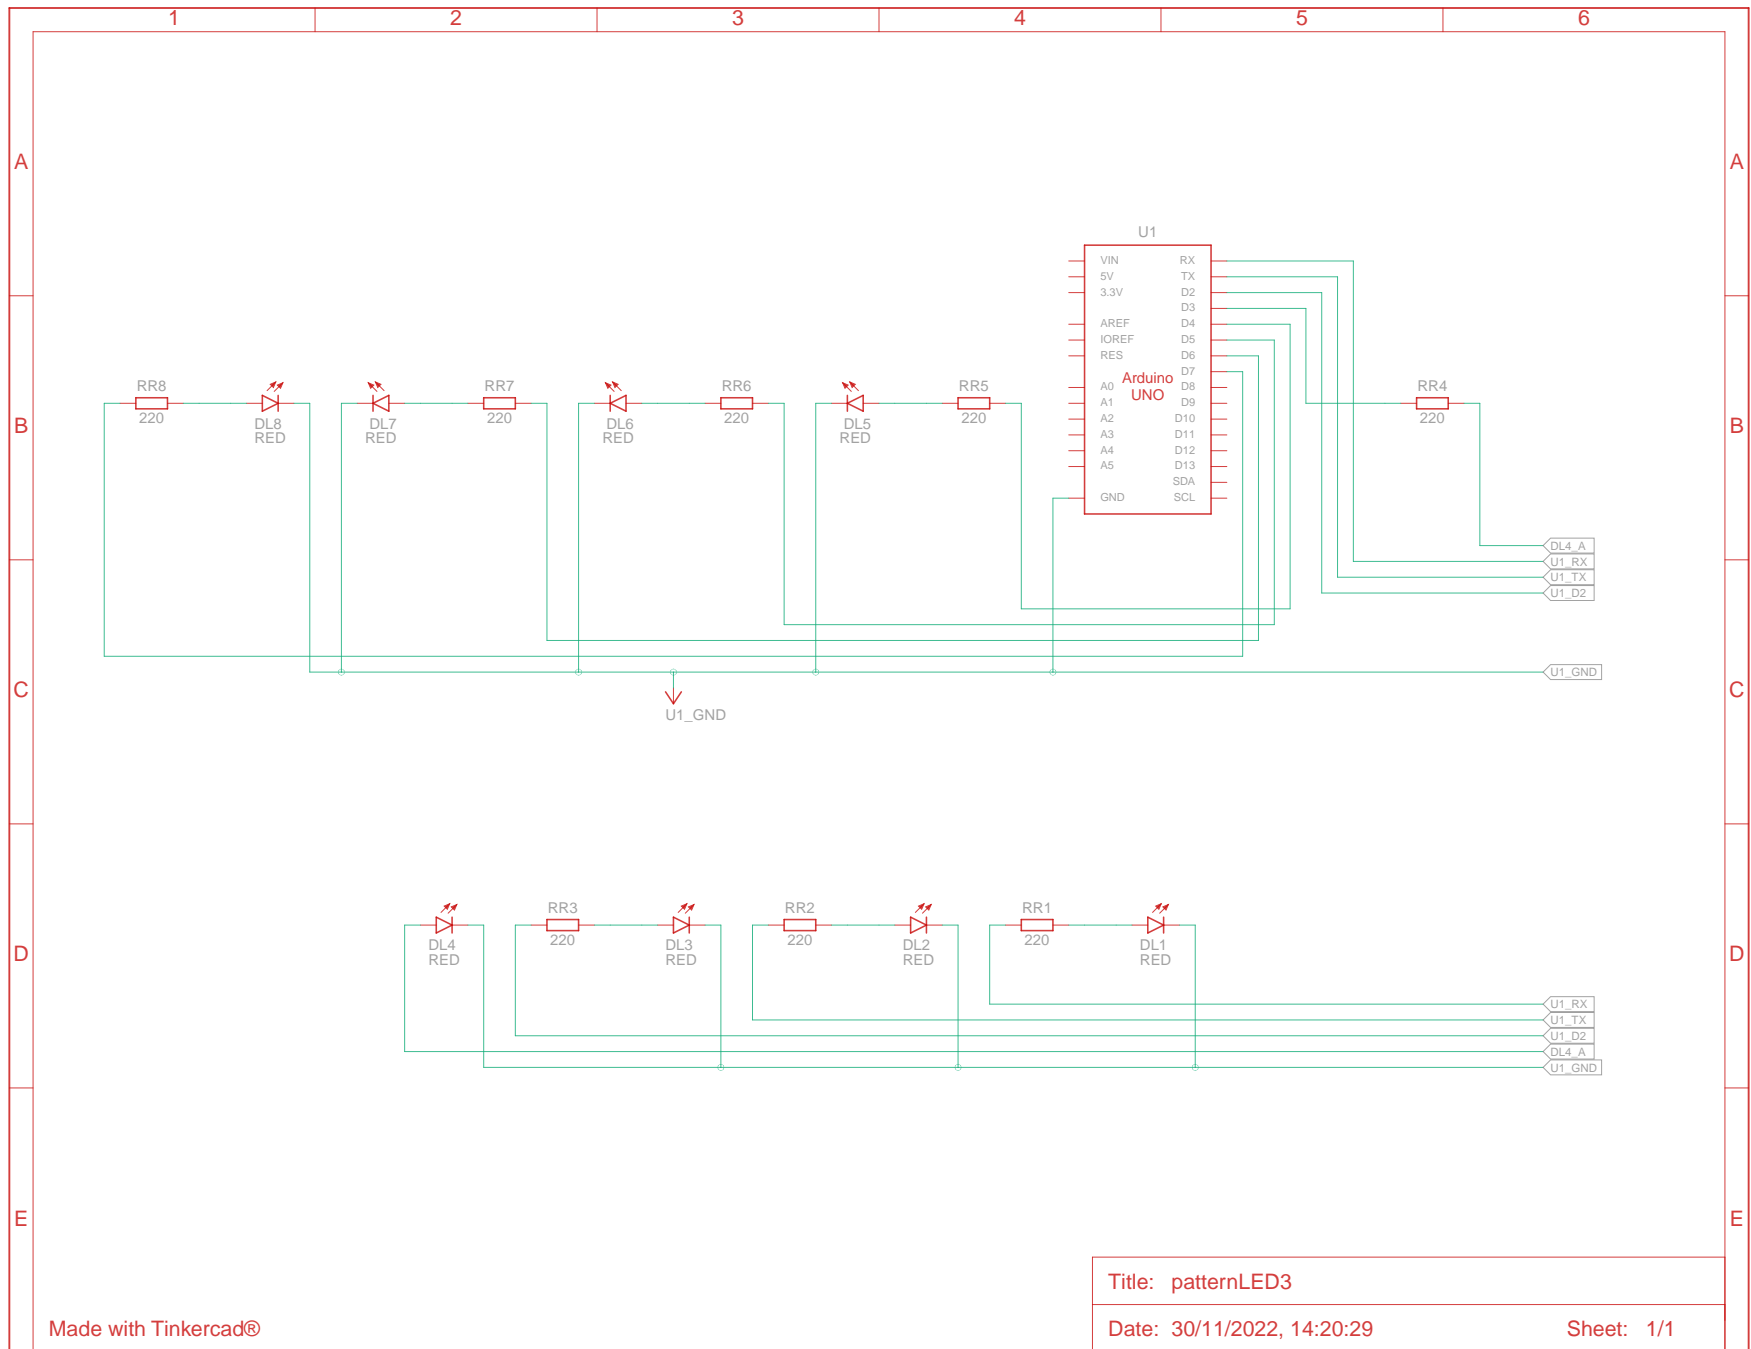 1 2 3 4 5 6
A A
B B
C C
D D
E E
U1
VIN RX
5V TX
3.3V D2
D3
AREF D4
IOREF D5
RES D6
D7
A0 Arduino D8
A1 UNO D9
A2 D10
A3 D11
A4 D12
A5 D13
SDA
GND SCL
RR8 RR7 RR6 RR5 RR4
220 DL8 DL7 220 DL6 220 DL5 220 220
RED RED RED RED
DL4_A
U1_RX
U1_TX
U1_D2
U1_GND
U1_GND
RR3 RR2 RR1
DL4 220 DL3 220 DL2 220 DL1
RED RED RED RED
U1_RX
U1_TX
U1_D2
DL4_A
U1_GND
Title: patternLED3
Made with Tinkercad® Date: 30/11/2022, 14:20:29 Sheet: 1/1